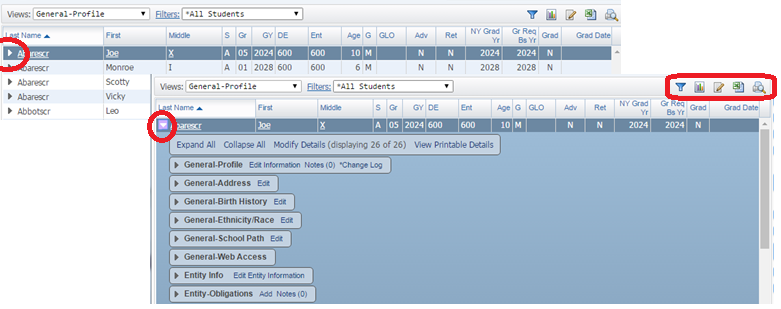 Views: General-Profile Filters: *All Students
Last Name First Middle S Gr GY DE Ent Age G GLO Adv Ret NY Grad Yr Gr Req Bs Yr Grad Grad Date
Abarescr Joe X A 05 2024 600 600 10 M N N 2024 2024 N
Abarescr Monroe I A 01 2028 600 600 6 M N N 2028 2028 N
Abarescr Scotty
Abarescr Vicky
Abbotscr Leo
Views: General-Profile Filters: *All Students
Last Name First Middle S Gr GY DE Ent Age G GLO Adv Ret NY Grad Yr Gr Req Bs Yr Grad Grad Date
Abarescr Joe X A 05 2024 600 600 10 M N N 2024 2024 N
Expand All Collapse All Modify Details (displaying 26 of 26) View Printable Details
General-Profile Edit Information Notes (0) *Change Log
General-Address Edit
General-Birth History Edit
General-Ethnicity/Race Edit
General-School Path Edit
General-Web Access
Entity Info Edit Entity Information
Entity-Obligations Add Notes (0)